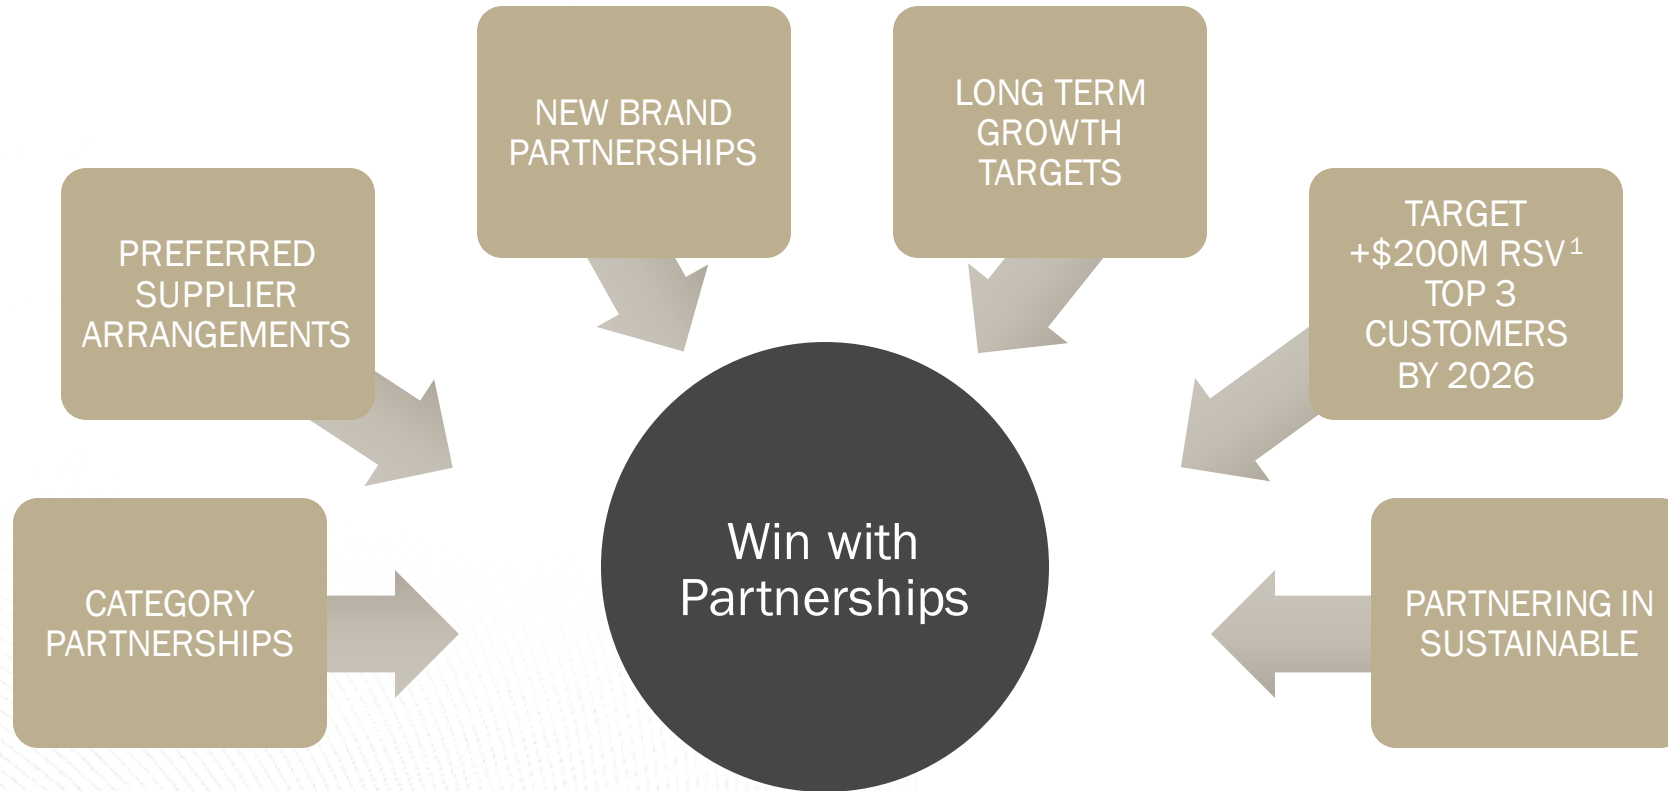 NEW BRAND
PARTNERSHIPS
LONG TERM
GROWTH
TARGETS
PREFERRED
SUPPLIER
ARRANGEMENTS
TARGET
+$200M RSV¹
TOP 3
CUSTOMERS
BY 2026
Win with
Partnerships
CATEGORY
PARTNERSHIPS
PARTNERING IN
SUSTAINABLE